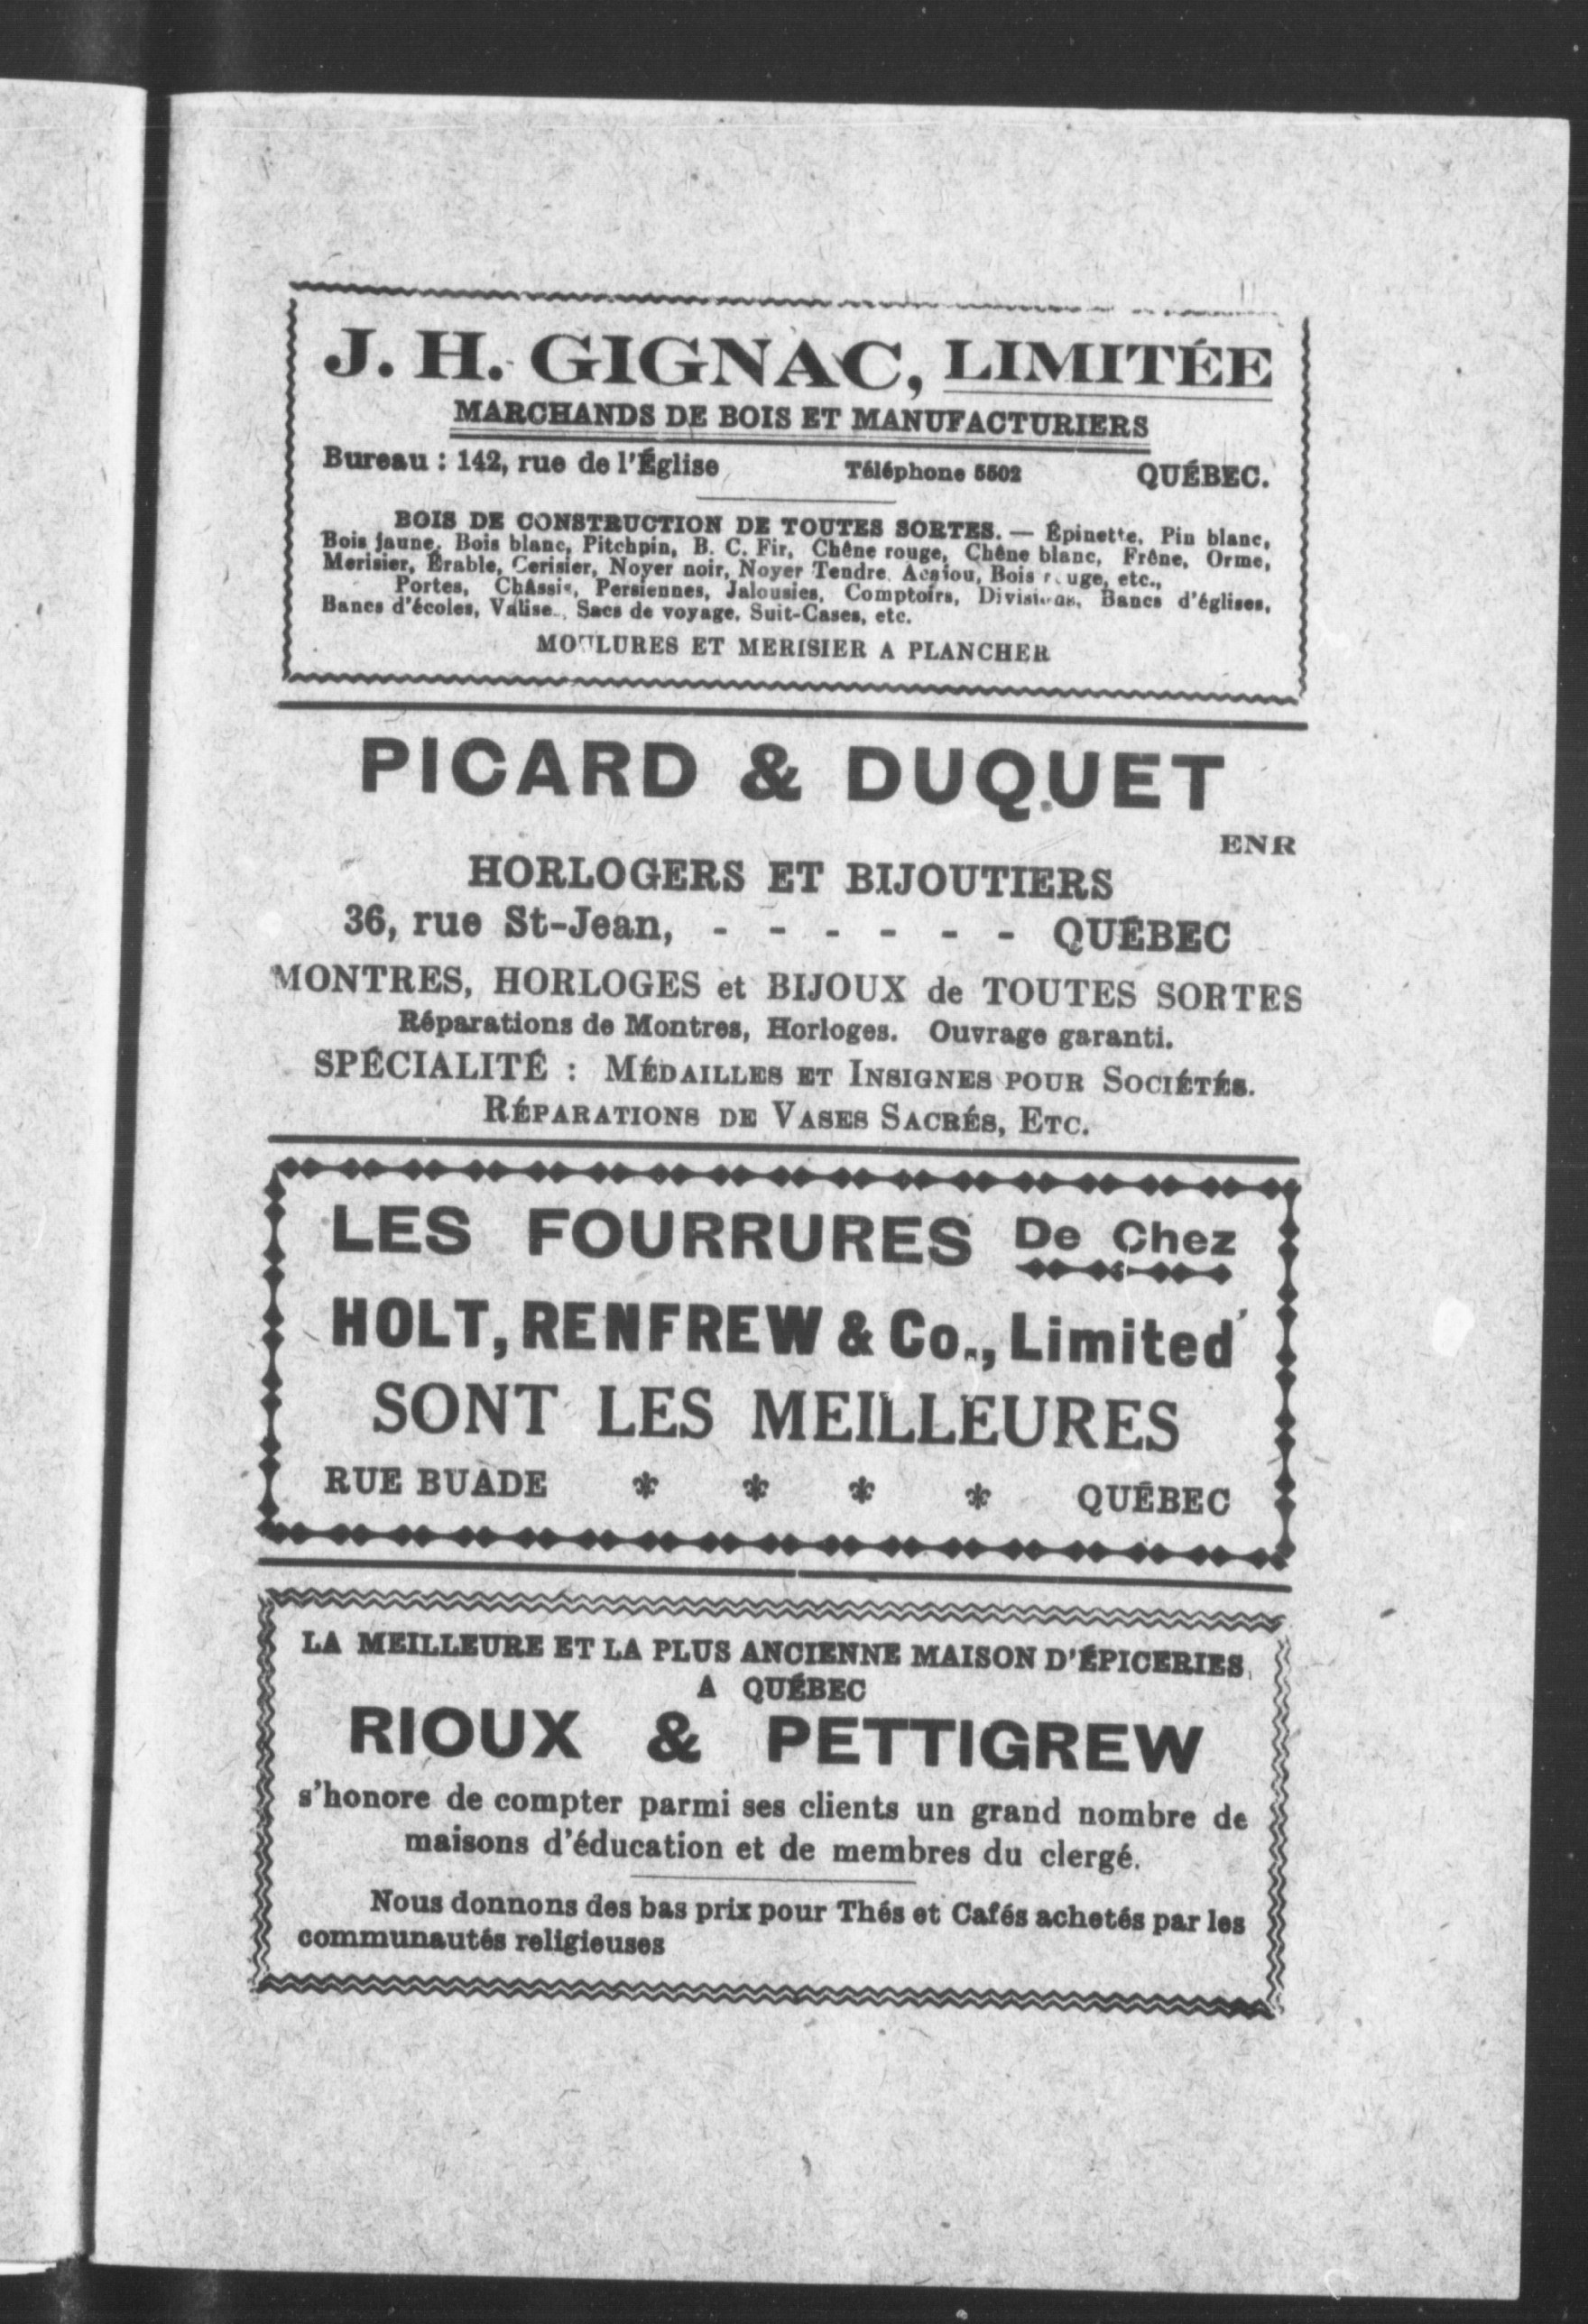 J. H. GIGNAC, LIMITÉE
MARCHANDS DE BOIS ET MANUFACTURIERS
Bureau : 142, rue de l'Église Téléphone 5502 QUÉBEC.
BOIS DE CONSTRUCTION DE TOUTES SORTES. — Épinette, Pin blanc,
Bois jaune, Bois blanc, Pitchpin, B. C. Fir, Chêne rouge, Chêne blanc, Frêne, Orme,
Merisier, Érable, Cerisier, Noyer noir, Noyer Tendre, Acajou, Bois rouge, etc.,
Portes, Châssis, Persiennes, Jalousies, Comptoirs, Divisions, Bancs d'églises,
Bancs d'écoles, Valise., Sacs de voyage, Suit-Cases, etc.
MOULURES ET MERISIER A PLANCHER
PICARD & DUQUET
ENR
HORLOGERS ET BIJOUTIERS
36, rue St-Jean, - - - - - - QUÉBEC
MONTRES, HORLOGES et BIJOUX de TOUTES SORTES
Réparations de Montres, Horloges. Ouvrage garanti.
SPÉCIALITÉ : MÉDAILLES ET INSIGNES POUR SOCIÉTÉS.
RÉPARATIONS DE VASES SACRÉS, ETC.
LES FOURRURES De Chez
HOLT, RENFREW & Co., Limited
SONT LES MEILLEURES
RUE BUADE QUÉBEC
LA MEILLEURE ET LA PLUS ANCIENNE MAISON D'ÉPICERIES
A QUÉBEC
RIOUX & PETTIGREW
s'honore de compter parmi ses clients un grand nombre de
maisons d'éducation et de membres du clergé.
Nous donnons des bas prix pour Thés et Cafés achetés par les
communautés religieuses